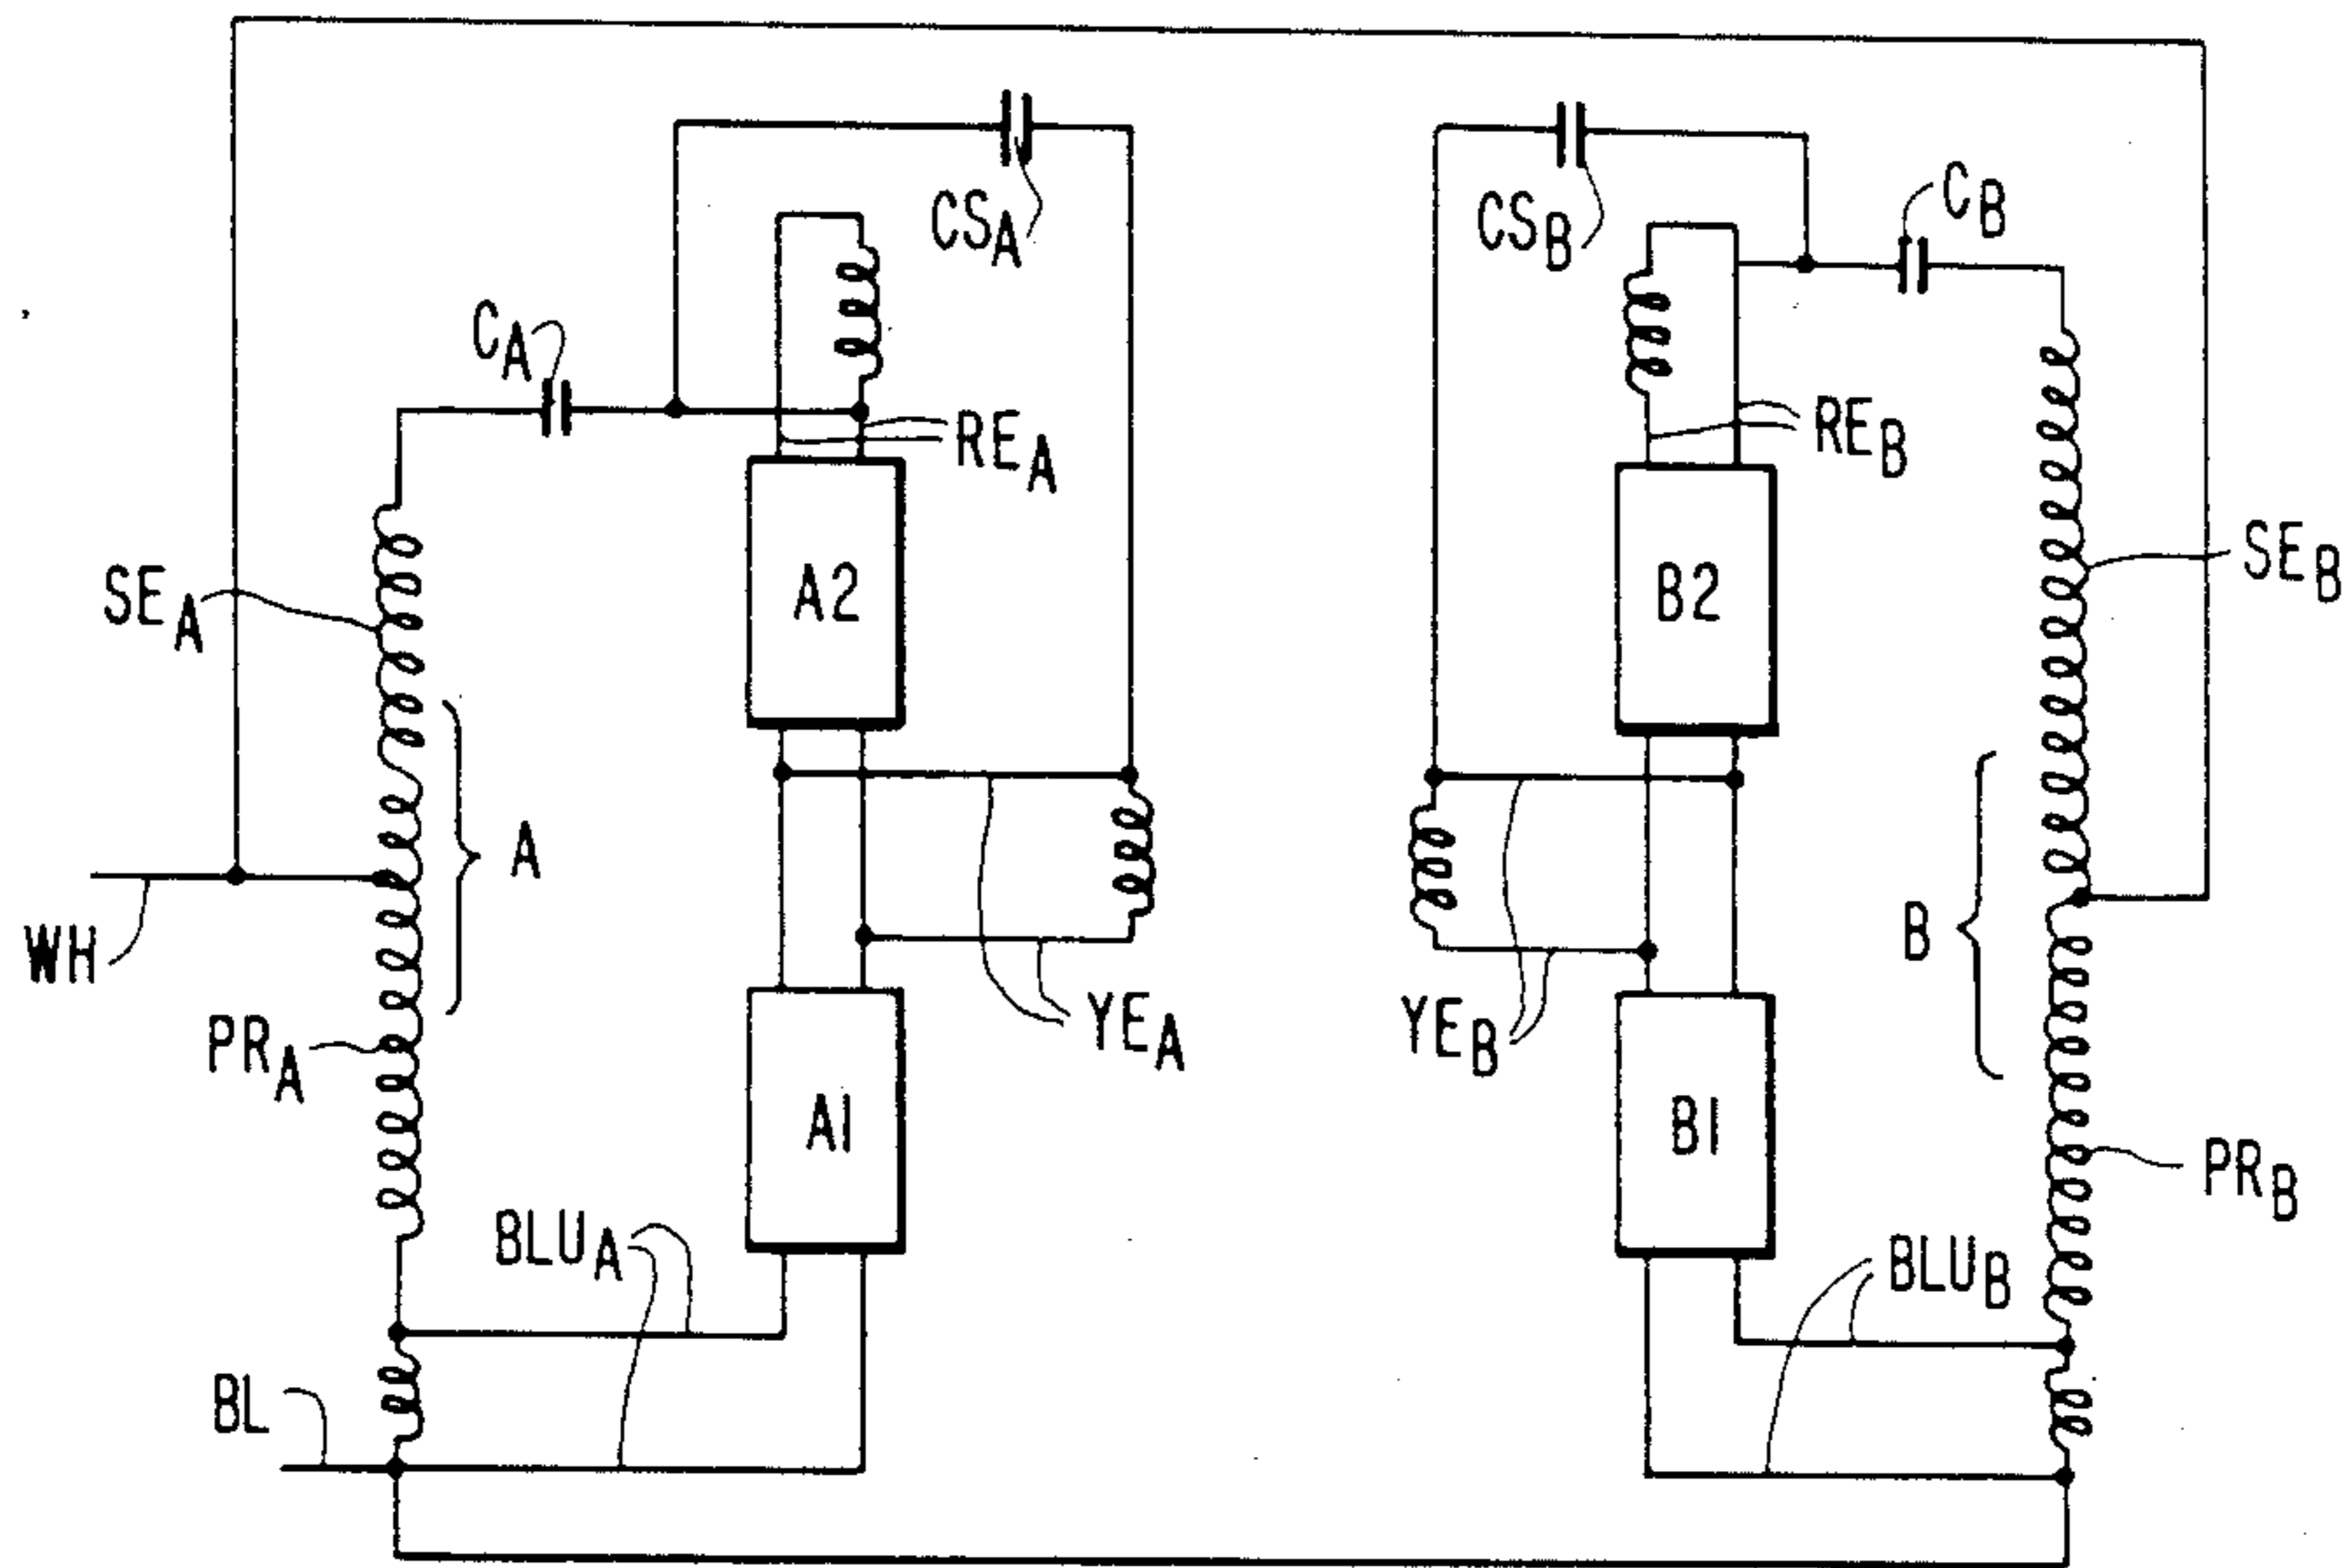 CSA
CSB
CB
CA
REA
REB
SEA
A2
B2
SEB
A
B
WH
PRA
YEA
YEB
A1
B1
PRB
BLUA
BLUB
BL